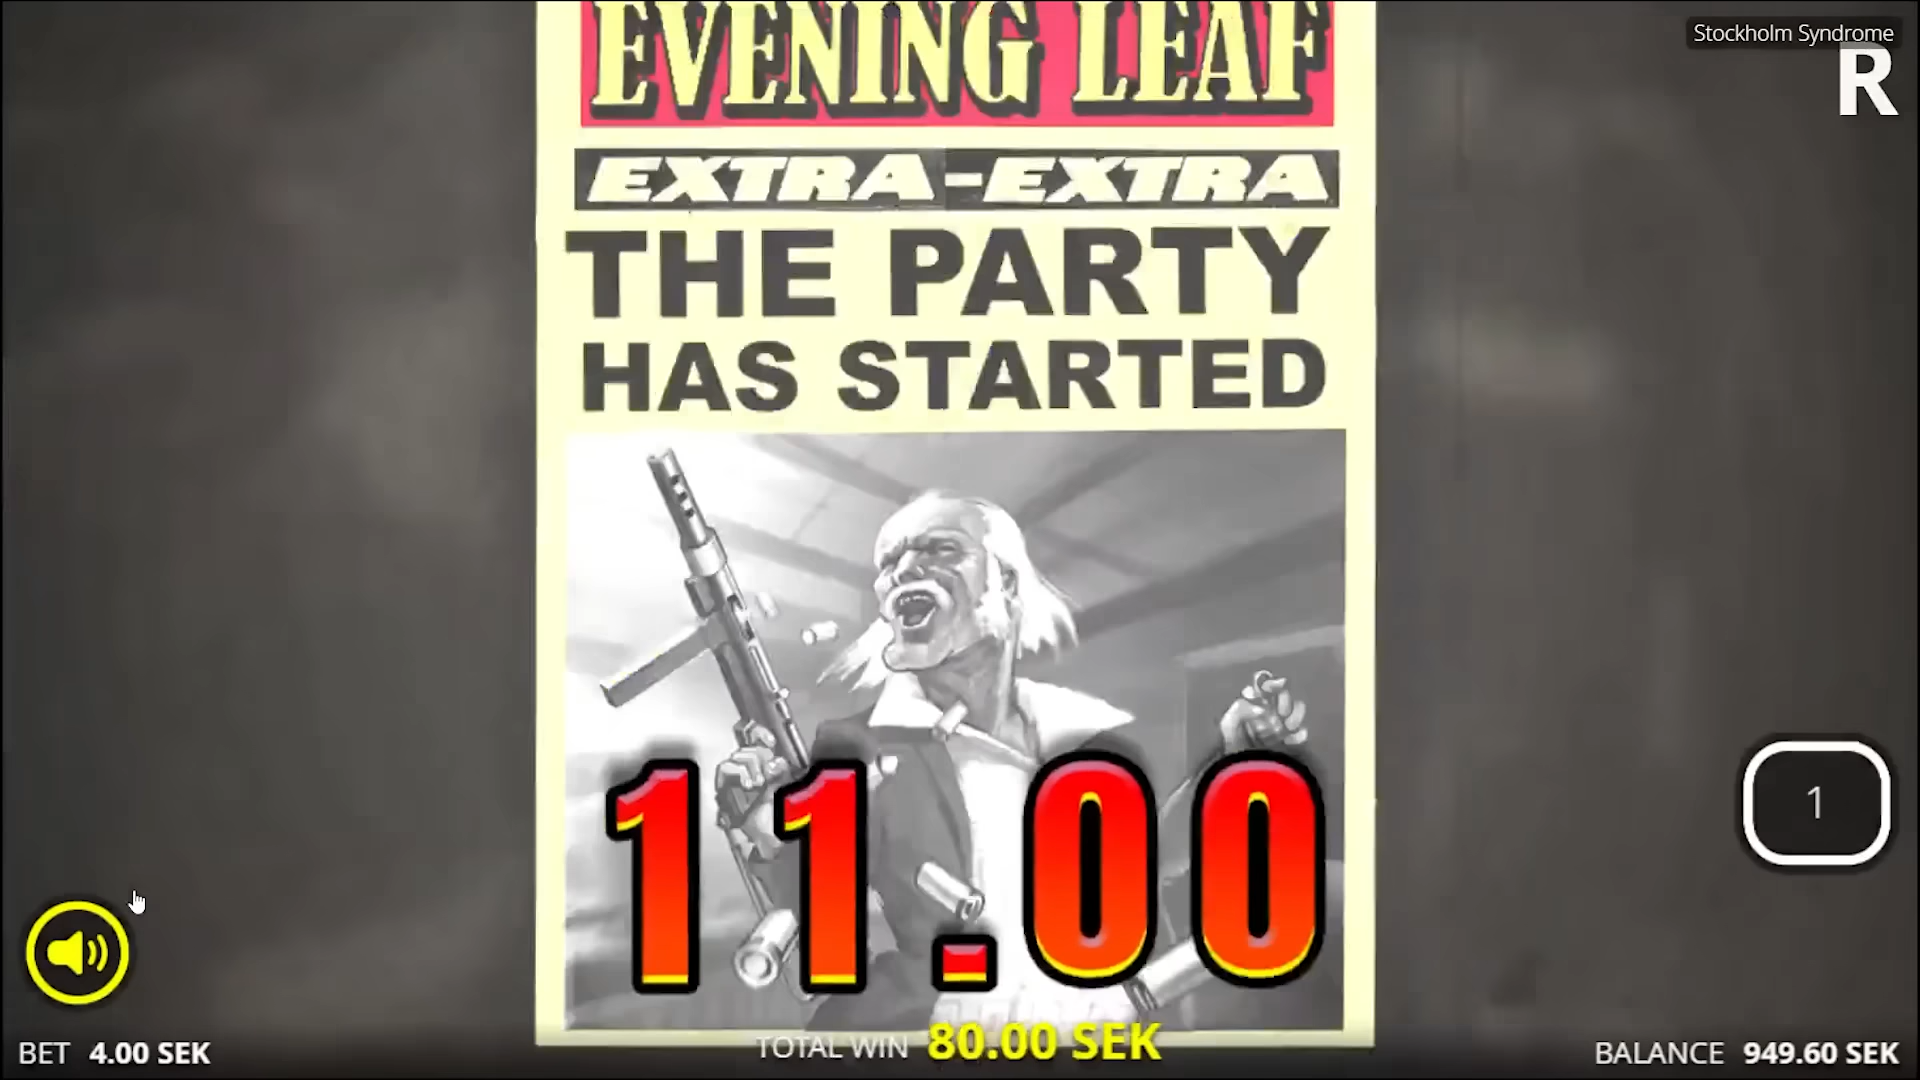 Stockholm Syndrome
R
EVENING LEAF
EXTRA-EXTRA
THE PARTY
HAS STARTED
11.00
1
BET 4.00 SEK
TOTAL WIN 80.00 SEK
BALANCE 949.60 SEK